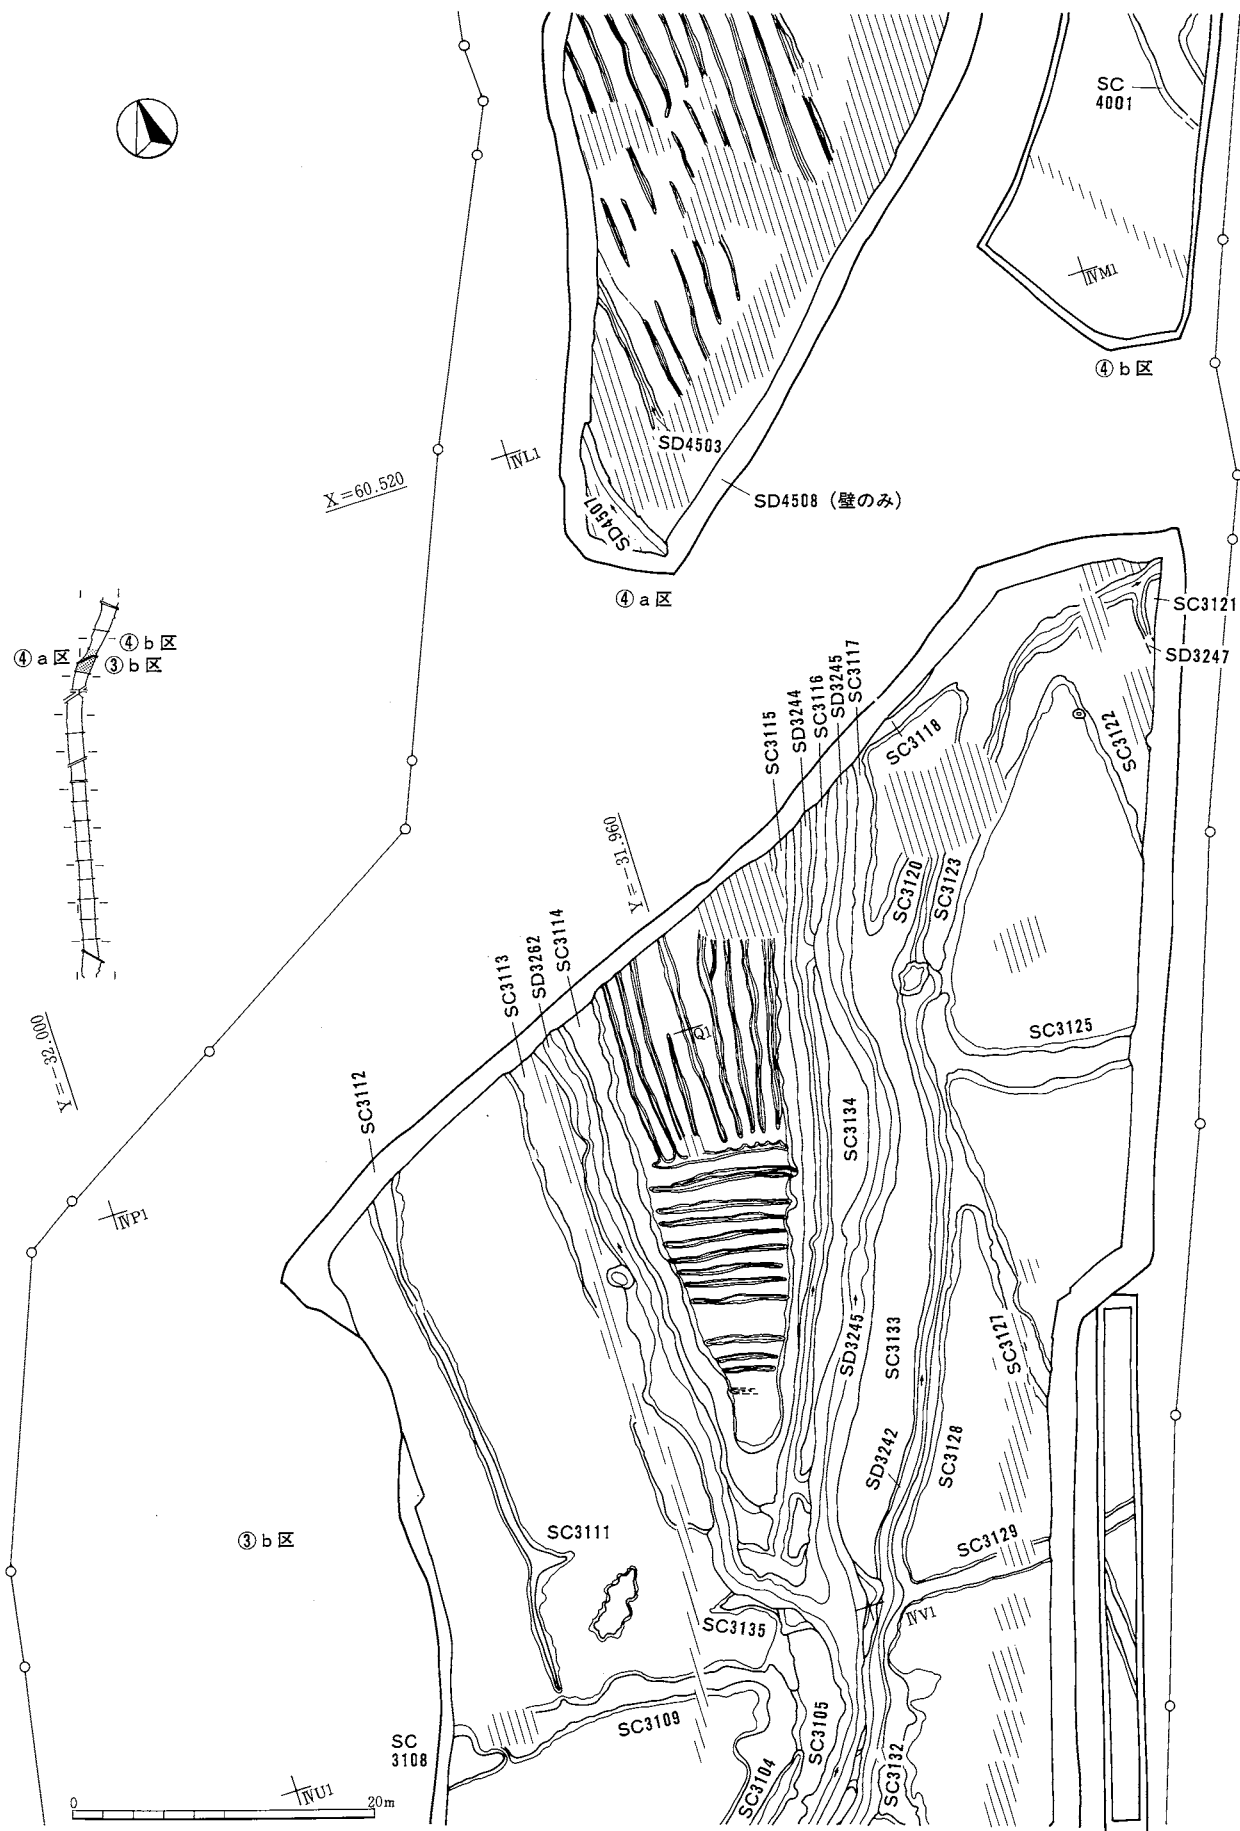 SC
4001
ⅣM1
④b区
SD4503
ⅣL1
X=60.520
SD4508（壁のみ）
SD4507
④a区
SC3121
SD3247
④b区
④a区
③b区
SC3117
SD3245
SC3116
SD3244
SC3115
SC3118
SC3122
Y=-31.960
SC3120
SC3123
SC3114
SD3262
SC3113
Q1
SC3125
Y=-32.000
SC3112
SC3134
ⅣP1
SD3245
SC3133
SC3127
SD3242
SC3128
③b区
SC3111
SC3129
ⅣV1
SC3135
SC3109
SC3105
SC
3108
SC3104
SC3132
ⅣU1
0
20m